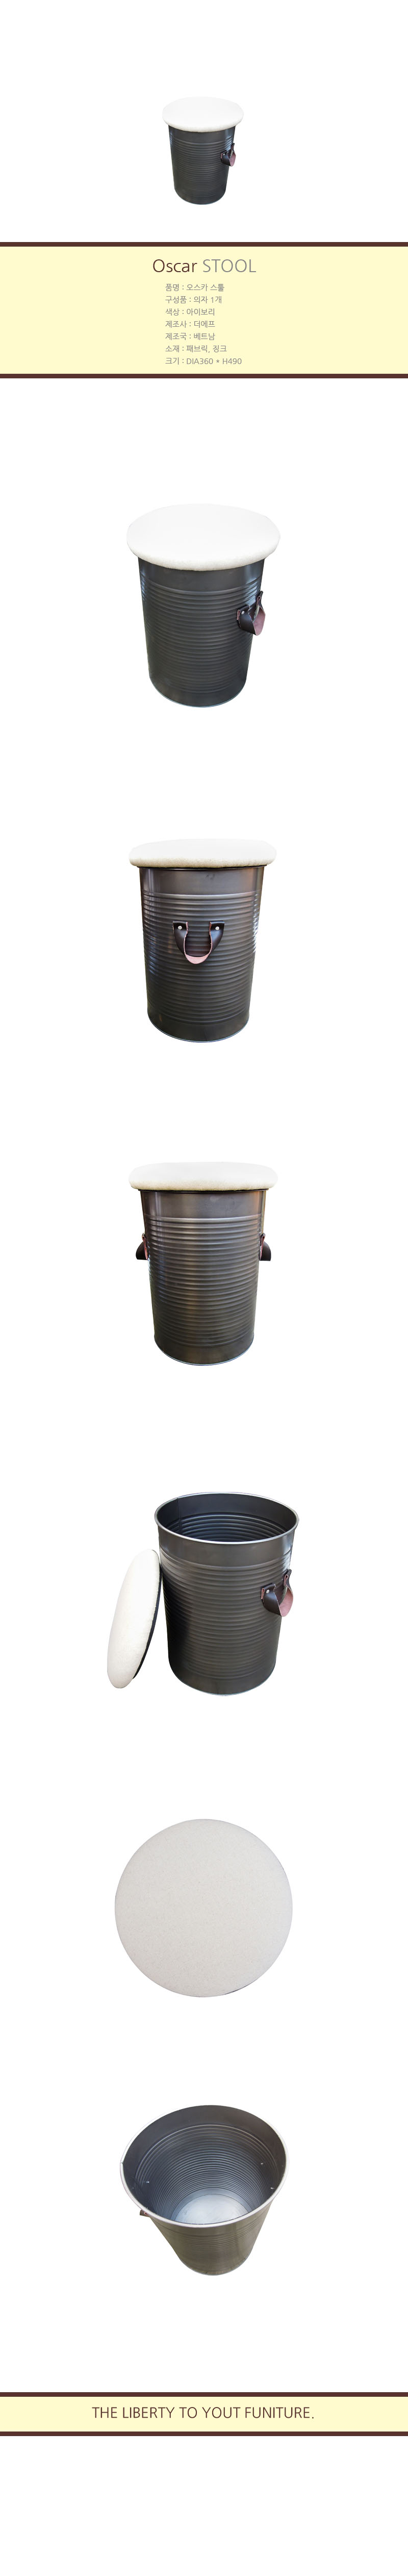 Oscar STOOL
품명 : 오스카 스툴
구성품 : 의자 1개
색상 : 아이보리
제조사 : 더에프
제조국 : 베트남
소재 : 패브릭, 징크
크기 : DIA360 * H490
THE LIBERTY TO YOUT FUNITURE.